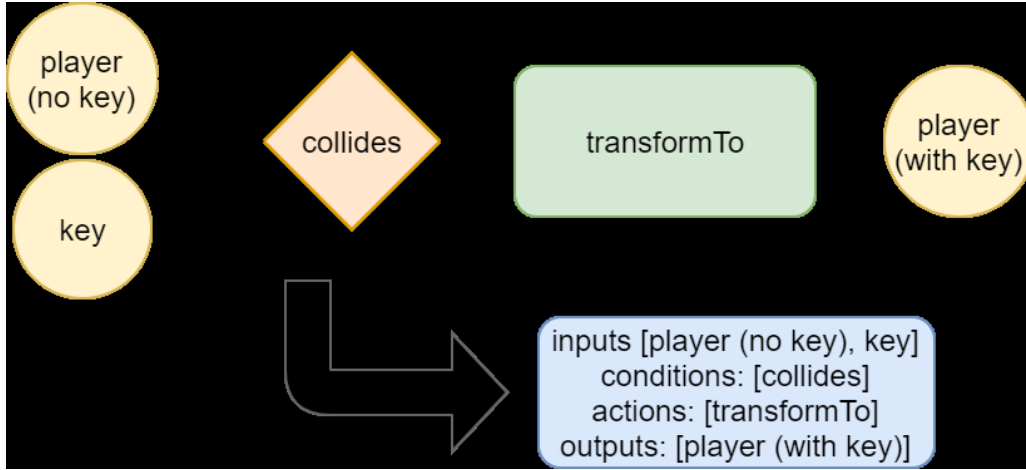 player
(no key)
key
collides
transformTo
player
(with key)
inputs [player (no key), key]
conditions: [collides]
actions: [transformTo]
outputs: [player (with key)]